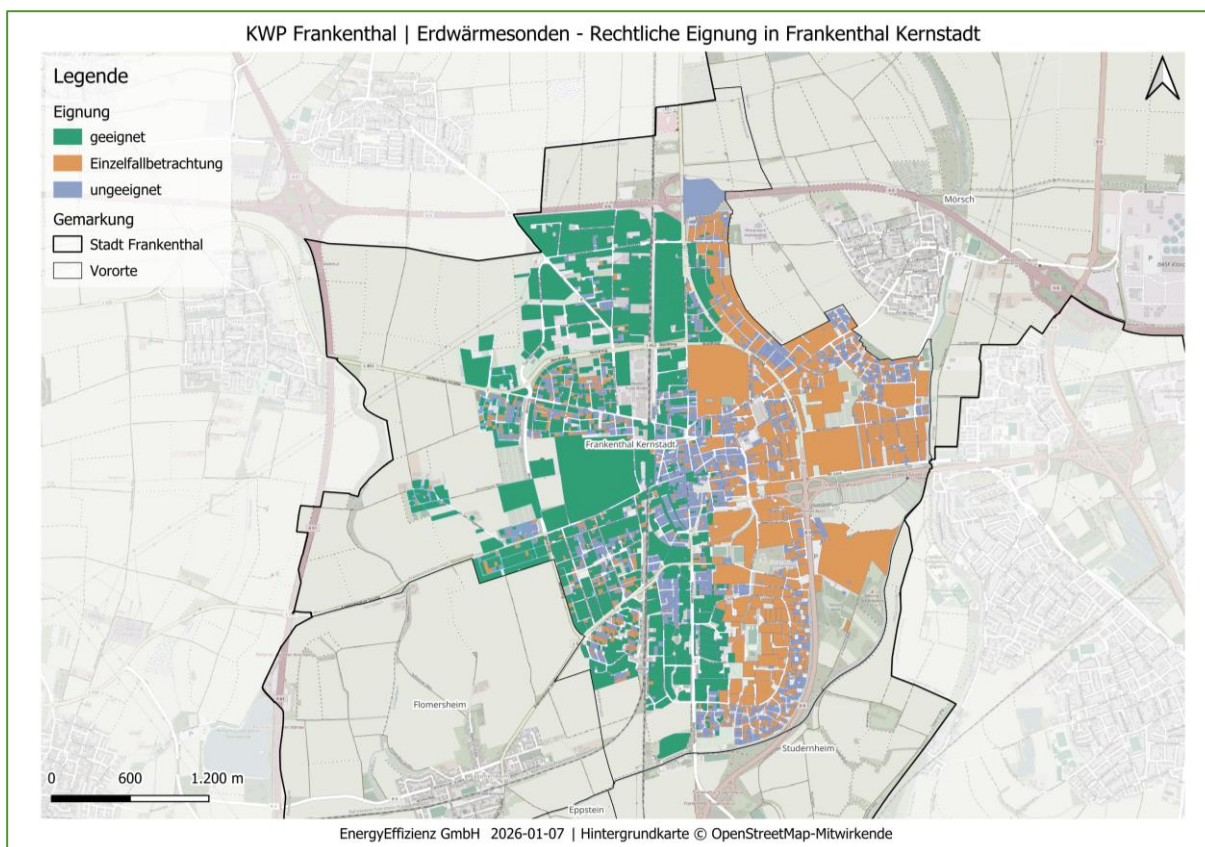 KWP Frankenthal | Erdwärmesonden - Rechtliche Eignung in Frankenthal Kernstadt
Legende
Eignung
geeignet
Einzelfallbetrachtung
ungeeignet
Gemarkung
Stadt Frankenthal
Vororte
Mörsch
Frankenthal Kernstadt
Flomersheim
Studernheim
Eppstein
0 600 1.200 m
EnergyEffizienz GmbH 2026-01-07 | Hintergrundkarte © OpenStreetMap-Mitwirkende